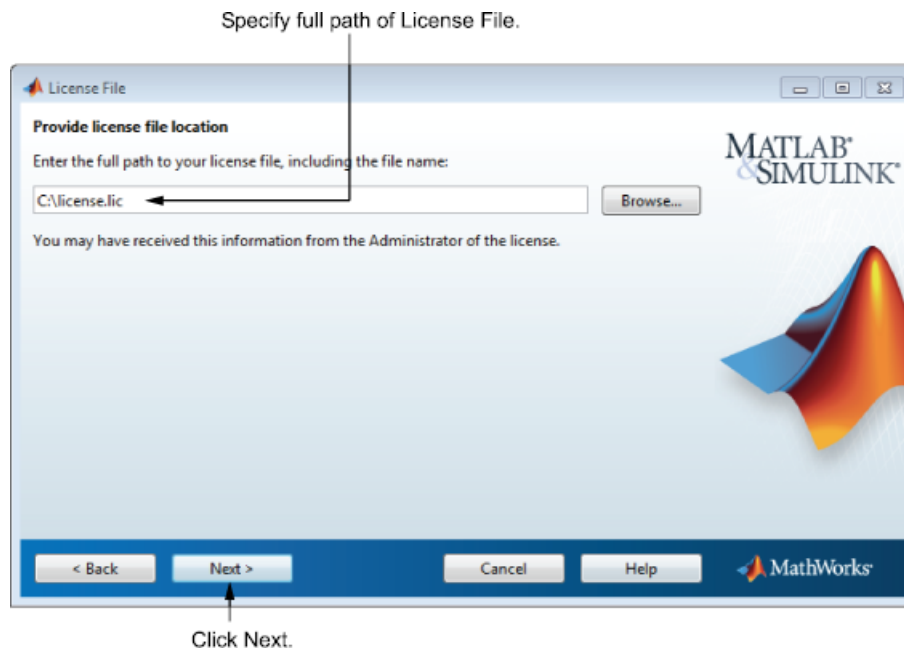 Specify full path of License File.
License File
Provide license file location
MATLAB®
&SIMULINK®
Enter the full path to your license file, including the file name:
C:\license.lic
Browse...
You may have received this information from the Administrator of the license.
< Back
Next >
Cancel
Help
MathWorks®
Click Next.